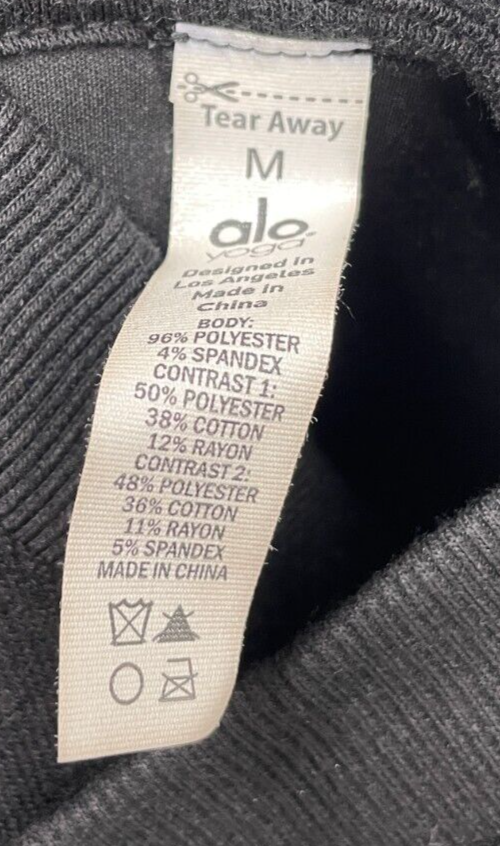 Tear Away
M
alo
yoga
Designed in
Los Angeles
Made in
China
BODY:
96% POLYESTER
4% SPANDEX
CONTRAST 1:
50% POLYESTER
38% COTTON
12% RAYON
CONTRAST 2:
48% POLYESTER
36% COTTON
11% RAYON
5% SPANDEX
MADE IN CHINA